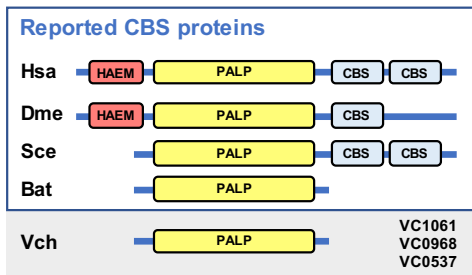 Reported CBS proteins
Hsa HAEM PALP CBS CBS
Dme HAEM PALP CBS
Sce PALP CBS CBS
Bat PALP
Vch PALP
VC1061
VC0968
VC0537